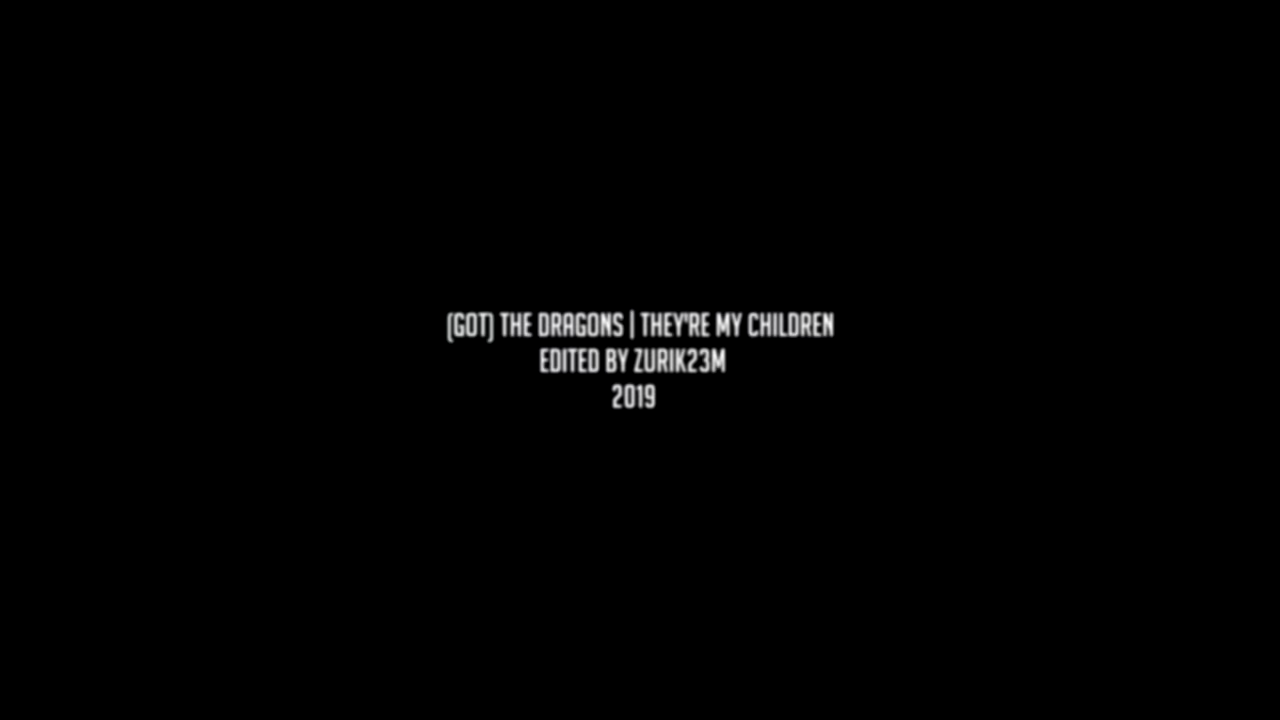 (GOT) THE DRAGONS | THEY'RE MY CHILDREN
EDITED BY ZURIK23M
2019